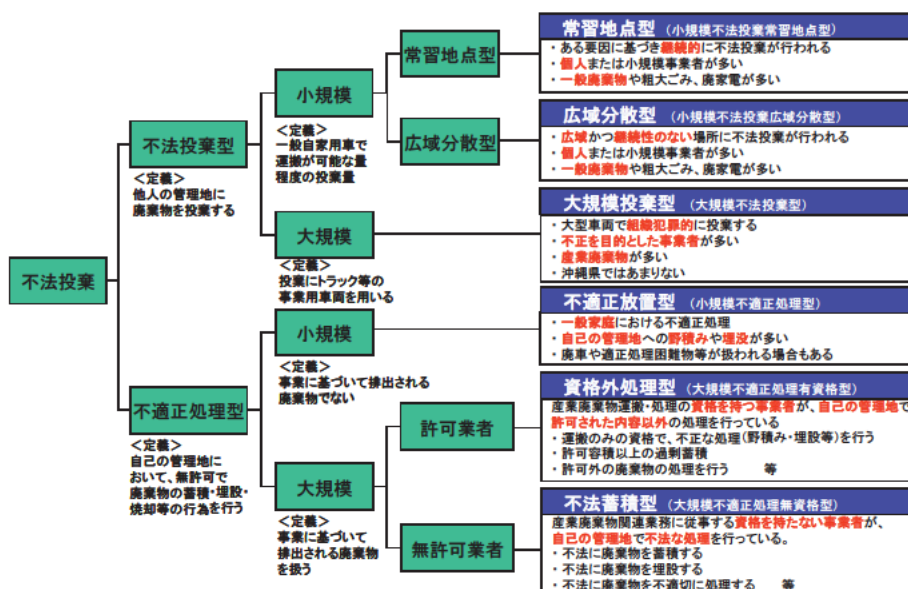 不法投棄
不法投棄型
<定義>
他人の管理地に
廃棄物を投棄する
小規模
<定義>
一般自家用車で
運搬が可能な量
程度の投棄量
常習地点型
常習地点型 (小規模不法投棄常習地点型)
・ある要因に基づき継続的に不法投棄が行われる
・個人または小規模事業者が多い
・一般廃棄物や粗大ごみ、廃家電が多い
広域分散型
広域分散型 (小規模不法投棄広域分散型)
・広域かつ継続性のない場所に不法投棄が行われる
・個人または小規模事業者が多い
・一般廃棄物や粗大ごみ、廃家電が多い
大規模
<定義>
投棄にトラック等の
事業用車両を用いる
大規模投棄型 (大規模不法投棄型)
・大型車両で組織犯罪的に投棄する
・不正を目的とした事業者が多い
・産業廃棄物が多い
・沖縄県ではあまりない
不適正処理型
<定義>
自己の管理地に
おいて、無許可で
廃棄物の蓄積・埋設・
焼却等の行為を行う
小規模
<定義>
事業に基づいて排出される
廃棄物でない
不適正放置型 (小規模不適正処理型)
・一般家庭における不適正処理
・自己の管理地への野積みや埋没が多い
・廃車や適正処理困難物等が扱われる場合もある
大規模
<定義>
事業に基づいて
排出される廃棄物
を扱う
許可業者
資格外処理型 (大規模不適正処理有資格型)
産業廃棄物運搬・処理の資格を持つ事業者が、自己の管理地で
許可された内容以外の処理を行っている
・運搬のみの資格で、不正な処理(野積み・埋設等)を行う
・許可容積以上の過剰蓄積
・許可外の廃棄物の処理を行う 等
無許可業者
不法蓄積型 (大規模不適正処理無資格型)
産業廃棄物関連業務に従事する資格を持たない事業者が、
自己の管理地で不法な処理を行っている。
・不法に廃棄物を蓄積する
・不法に廃棄物を埋設する
・不法に廃棄物を不適切に処理する 等